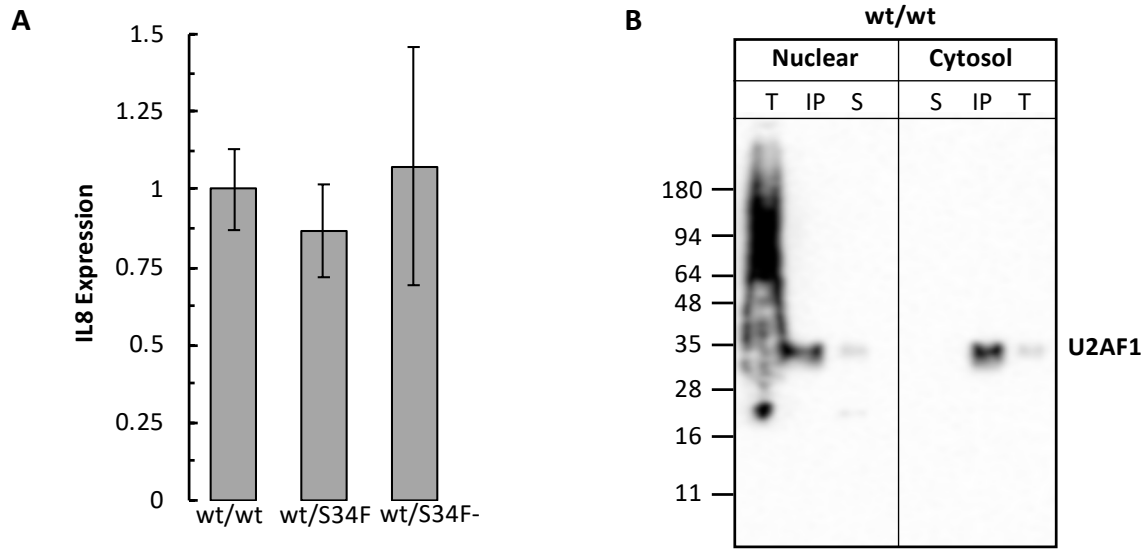 A
1.5
1.25
1
0.75
0.5
0.25
0
IL8 Expression
wt/wt
wt/S34F
wt/S34F-
B
wt/wt
Nuclear
Cytosol
T IP S
S IP T
180
94
64
48
35
28
16
11
U2AF1